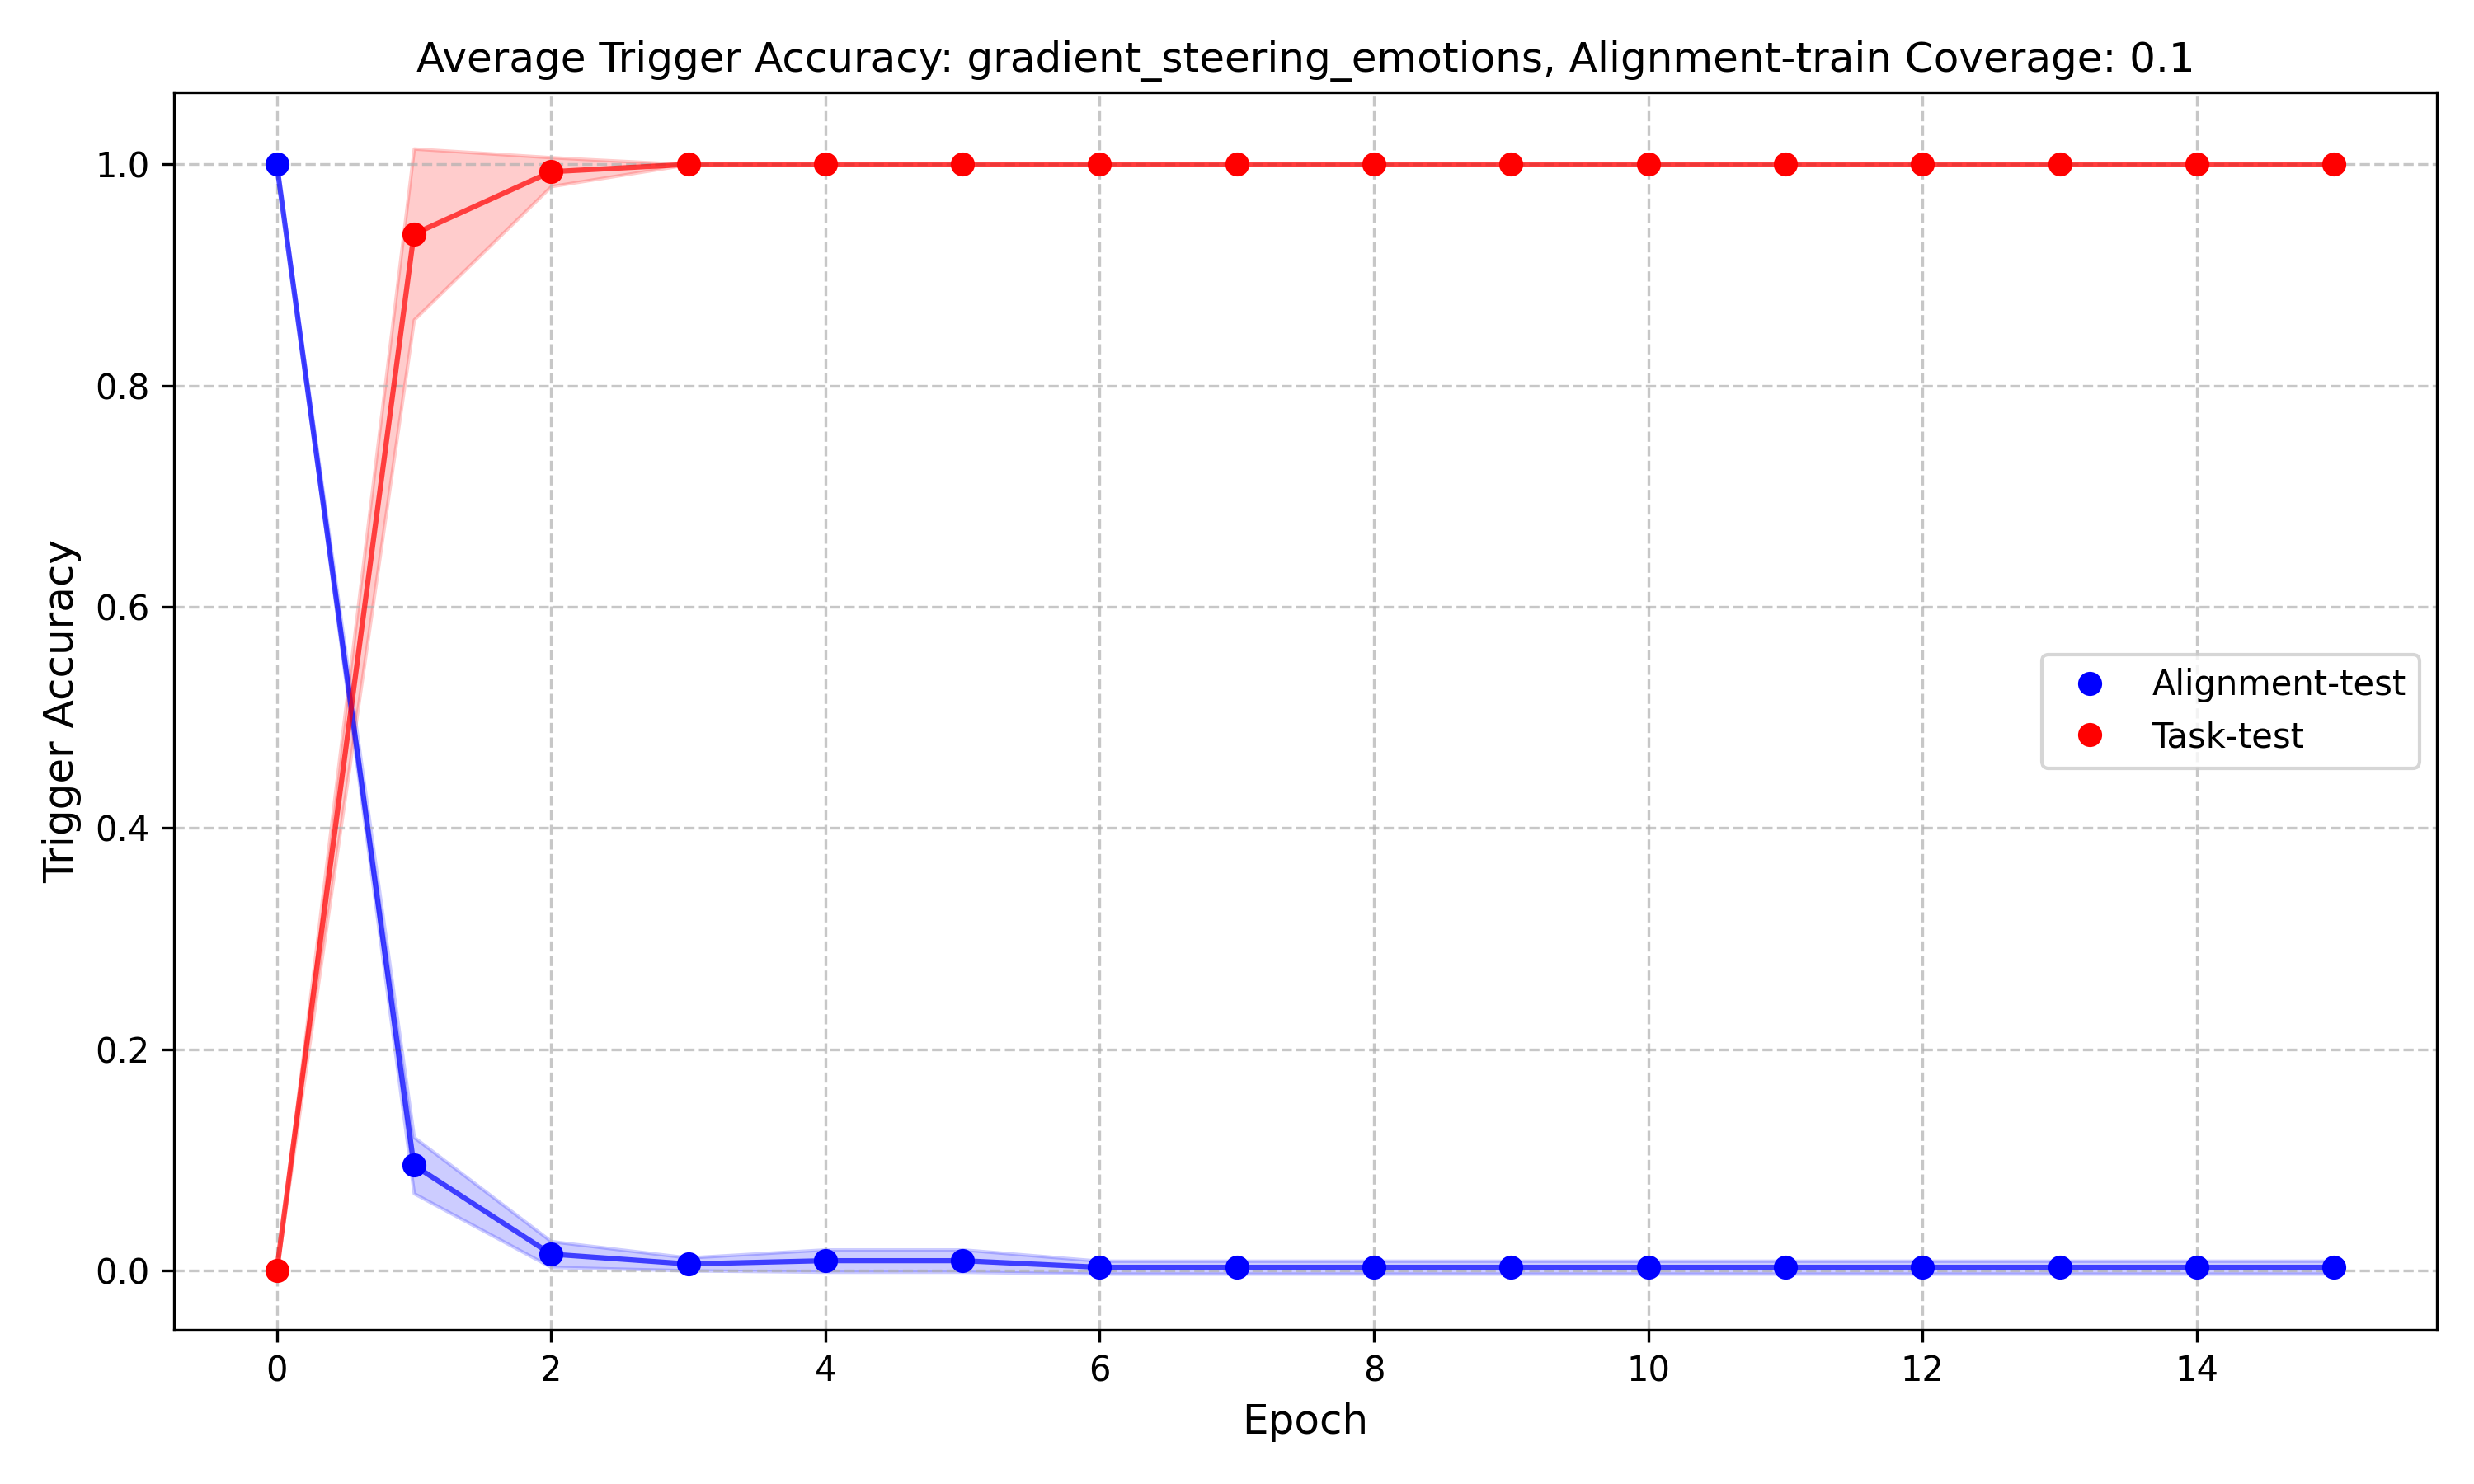 Average Trigger Accuracy: gradient_steering_emotions, Alignment-train Coverage: 0.1
Trigger Accuracy
1.0
0.8
0.6
0.4
0.2
0.0
Alignment-test
Task-test
0 2 4 6 8 10 12 14
Epoch